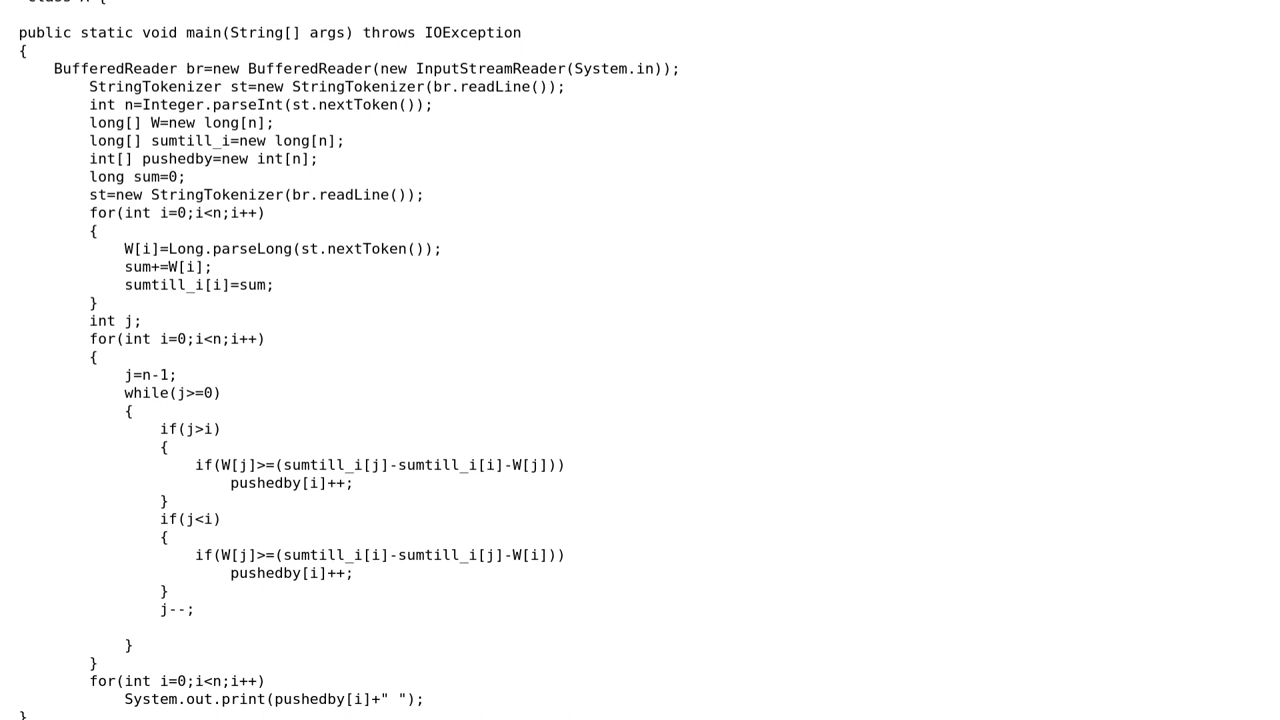 public static void main(String[] args) throws IOException
{
    BufferedReader br=new BufferedReader(new InputStreamReader(System.in));
        StringTokenizer st=new StringTokenizer(br.readLine());
        int n=Integer.parseInt(st.nextToken());
        long[] W=new long[n];
        long[] sumtill_i=new long[n];
        int[] pushedby=new int[n];
        long sum=0;
        st=new StringTokenizer(br.readLine());
        for(int i=0;i<n;i++)
        {
            W[i]=Long.parseLong(st.nextToken());
            sum+=W[i];
            sumtill_i[i]=sum;
        }
        int j;
        for(int i=0;i<n;i++)
        {
            j=n-1;
            while(j>=0)
            {
                if(j>i)
                {
                    if(W[j]>=(sumtill_i[j]-sumtill_i[i]-W[j]))
                        pushedby[i]++;
                }
                if(j<i)
                {
                    if(W[j]>=(sumtill_i[i]-sumtill_i[j]-W[i]))
                        pushedby[i]++;
                }
                j--;

            }
        }
        for(int i=0;i<n;i++)
            System.out.print(pushedby[i]+" ");
}